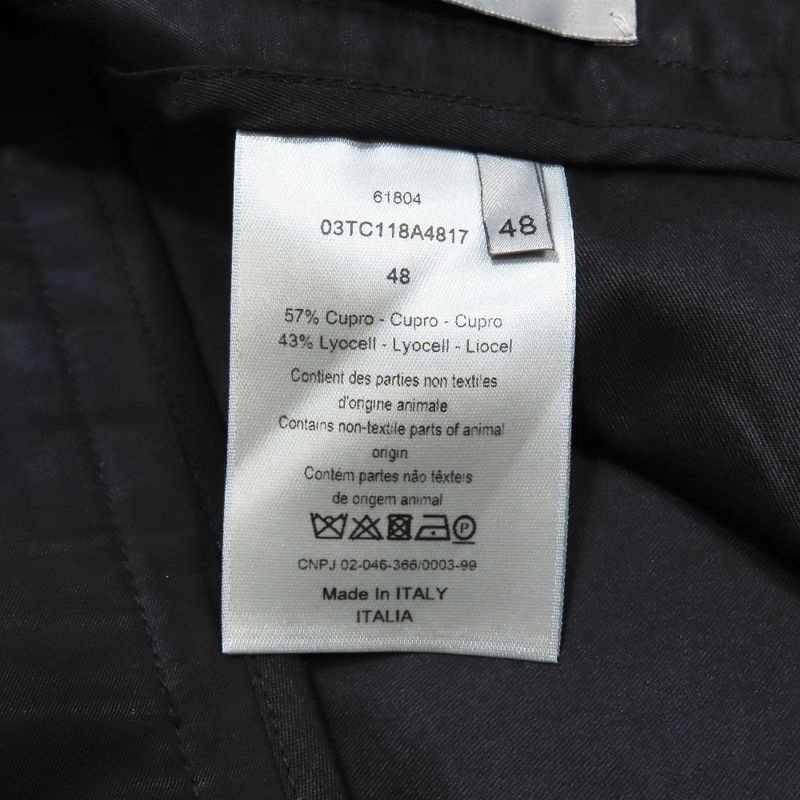 61804
03TC118A4817
48
48
57% Cupro - Cupro - Cupro
43% Lyocell - Lyocell - Liocel
Contient des parties non textiles
d'origine animale
Contains non-textile parts of animal
origin
Contém partes não têxteis
de origem animal
P
CNPJ 02-046-366/0003-99
Made In ITALY
ITALIA